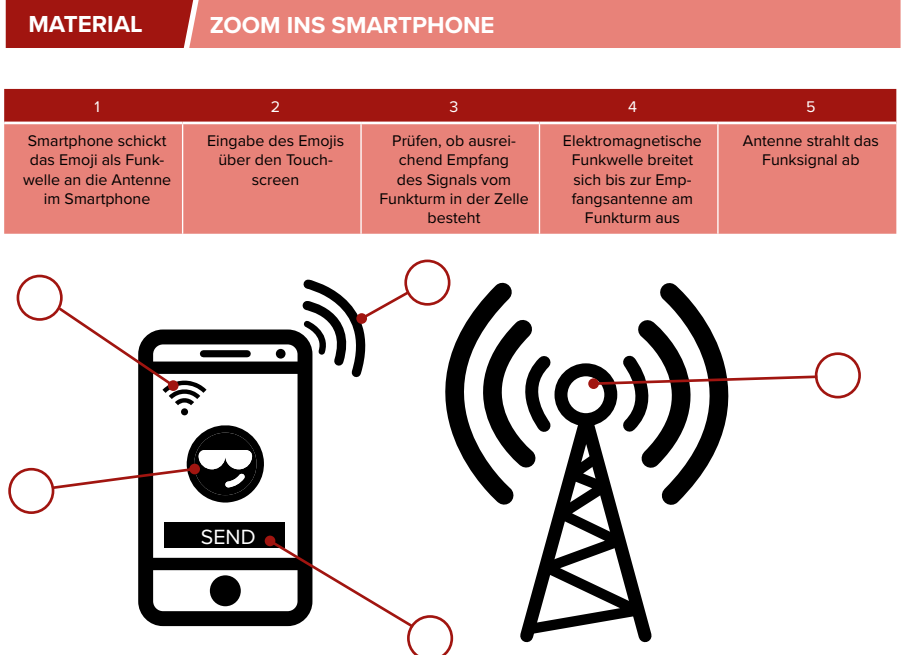 MATERIAL
ZOOM INS SMARTPHONE
1
Smartphone schickt
das Emoji als Funk-
welle an die Antenne
im Smartphone
2
Eingabe des Emojis
über den Touch-
screen
3
Prüfen, ob ausrei-
chend Empfang
des Signals vom
Funkturm in der Zelle
besteht
4
Elektromagnetische
Funkwelle breitet
sich bis zur Emp-
fangsantenne am
Funkturm aus
5
Antenne strahlt das
Funksignal ab
SEND